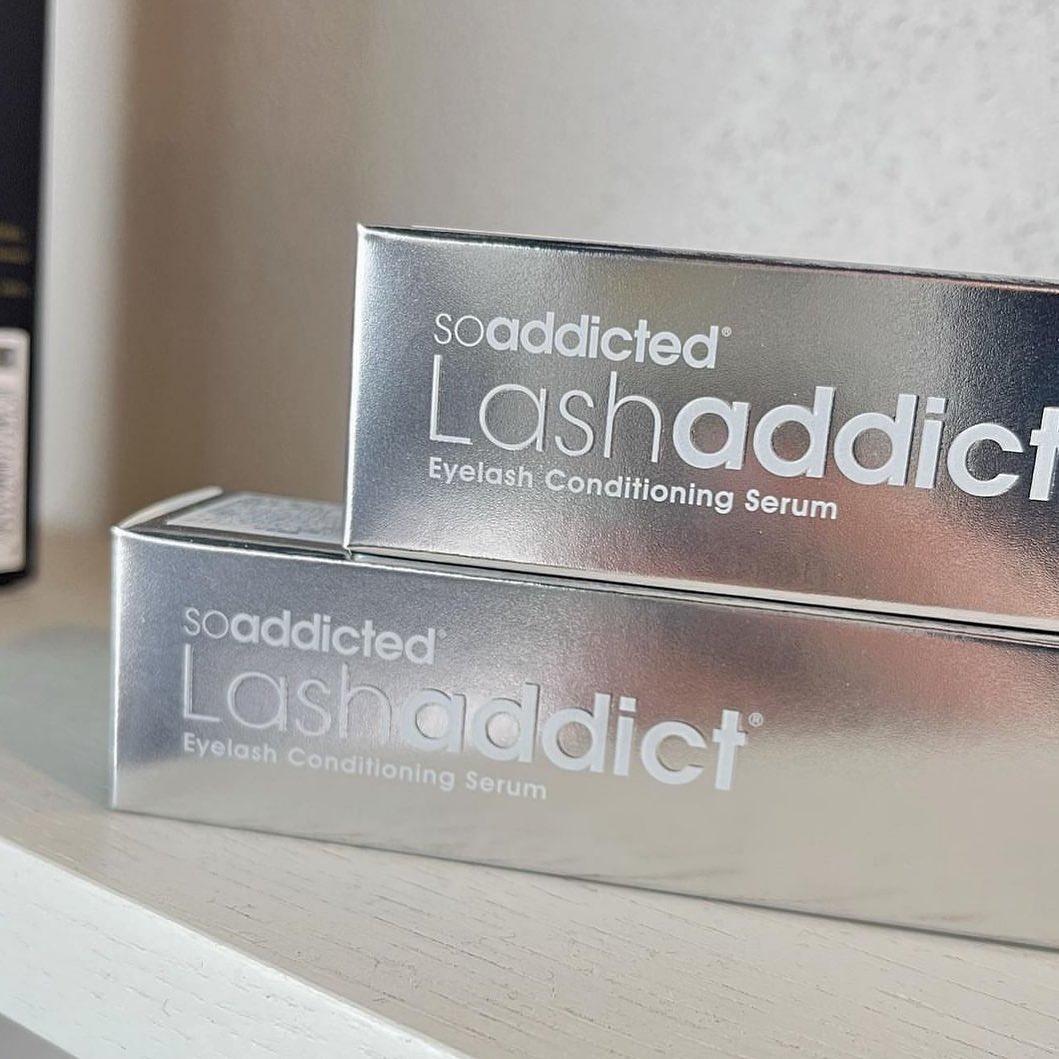 soaddicted®
Lashaddict
Eyelash Conditioning Serum
soaddicted®
Lashaddict®
Eyelash Conditioning Serum